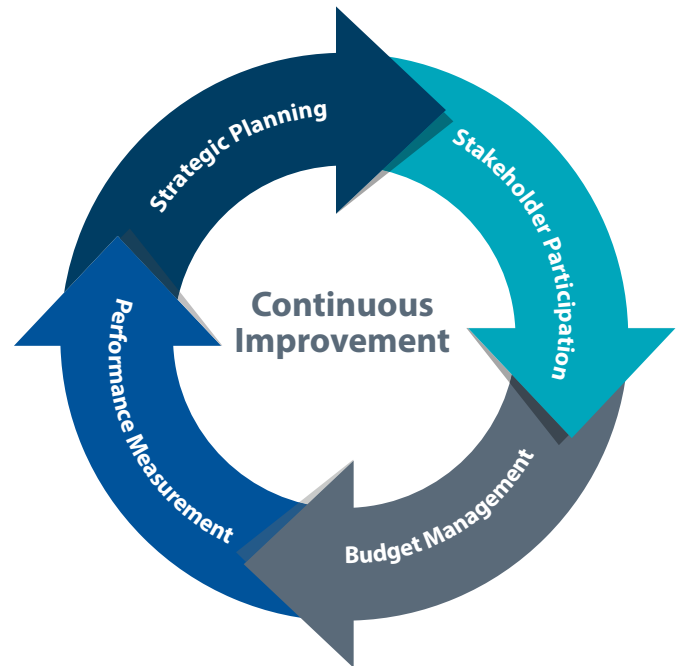 Strategic Planning
Stakeholder Participation
Continuous
Improvement
Performance Measurement
Budget Management